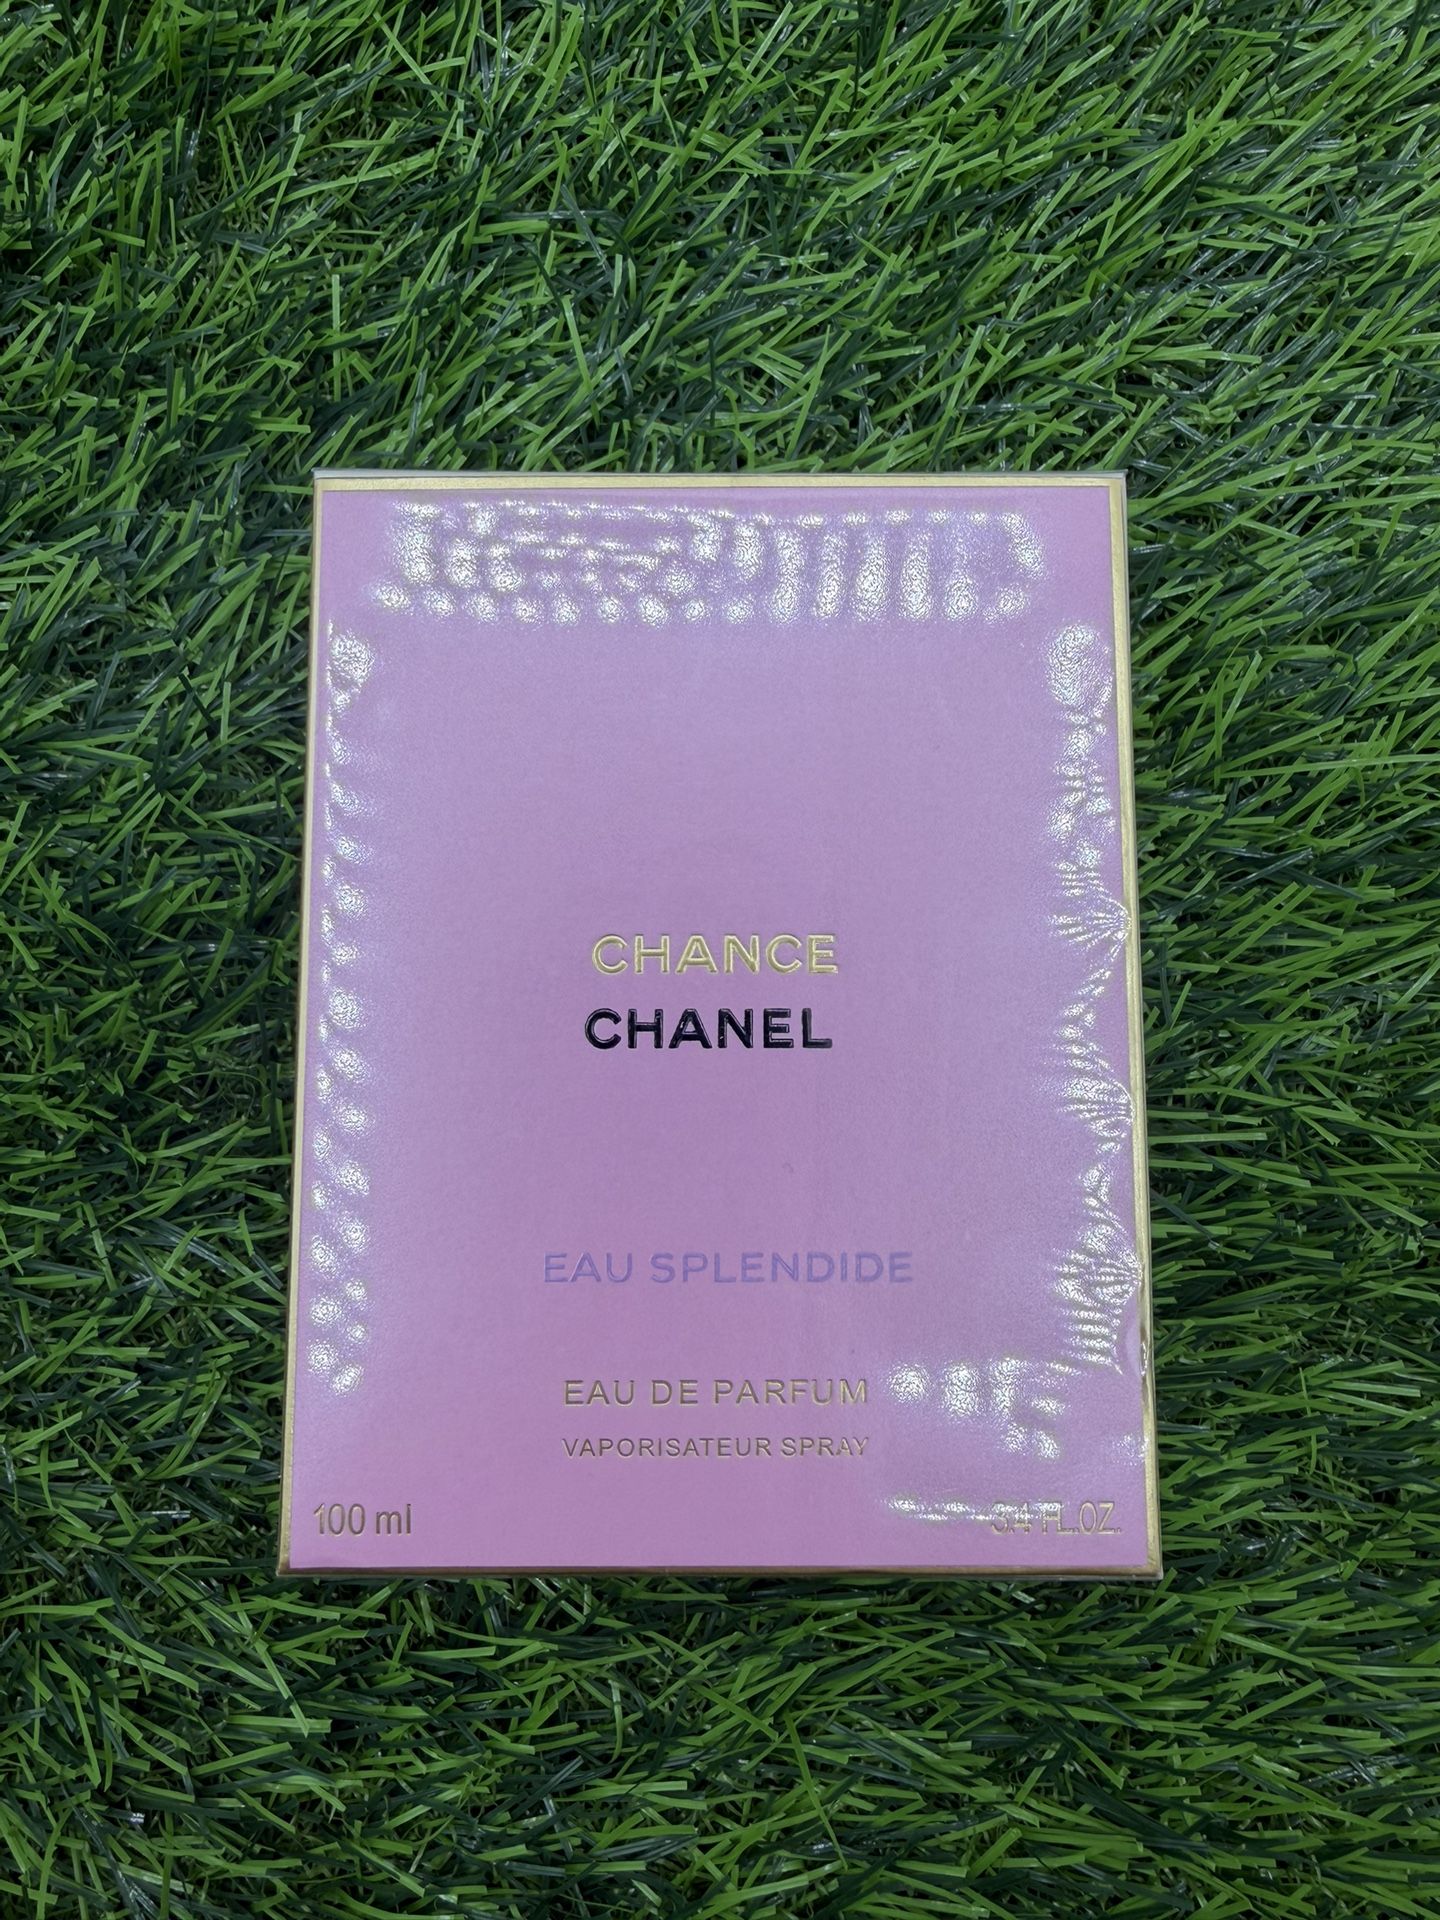 CHANCE
CHANEL
EAU SPLENDIDE
EAU DE PARFUM
VAPORISATEUR SPRAY
100 ml 3.4 FL.OZ.